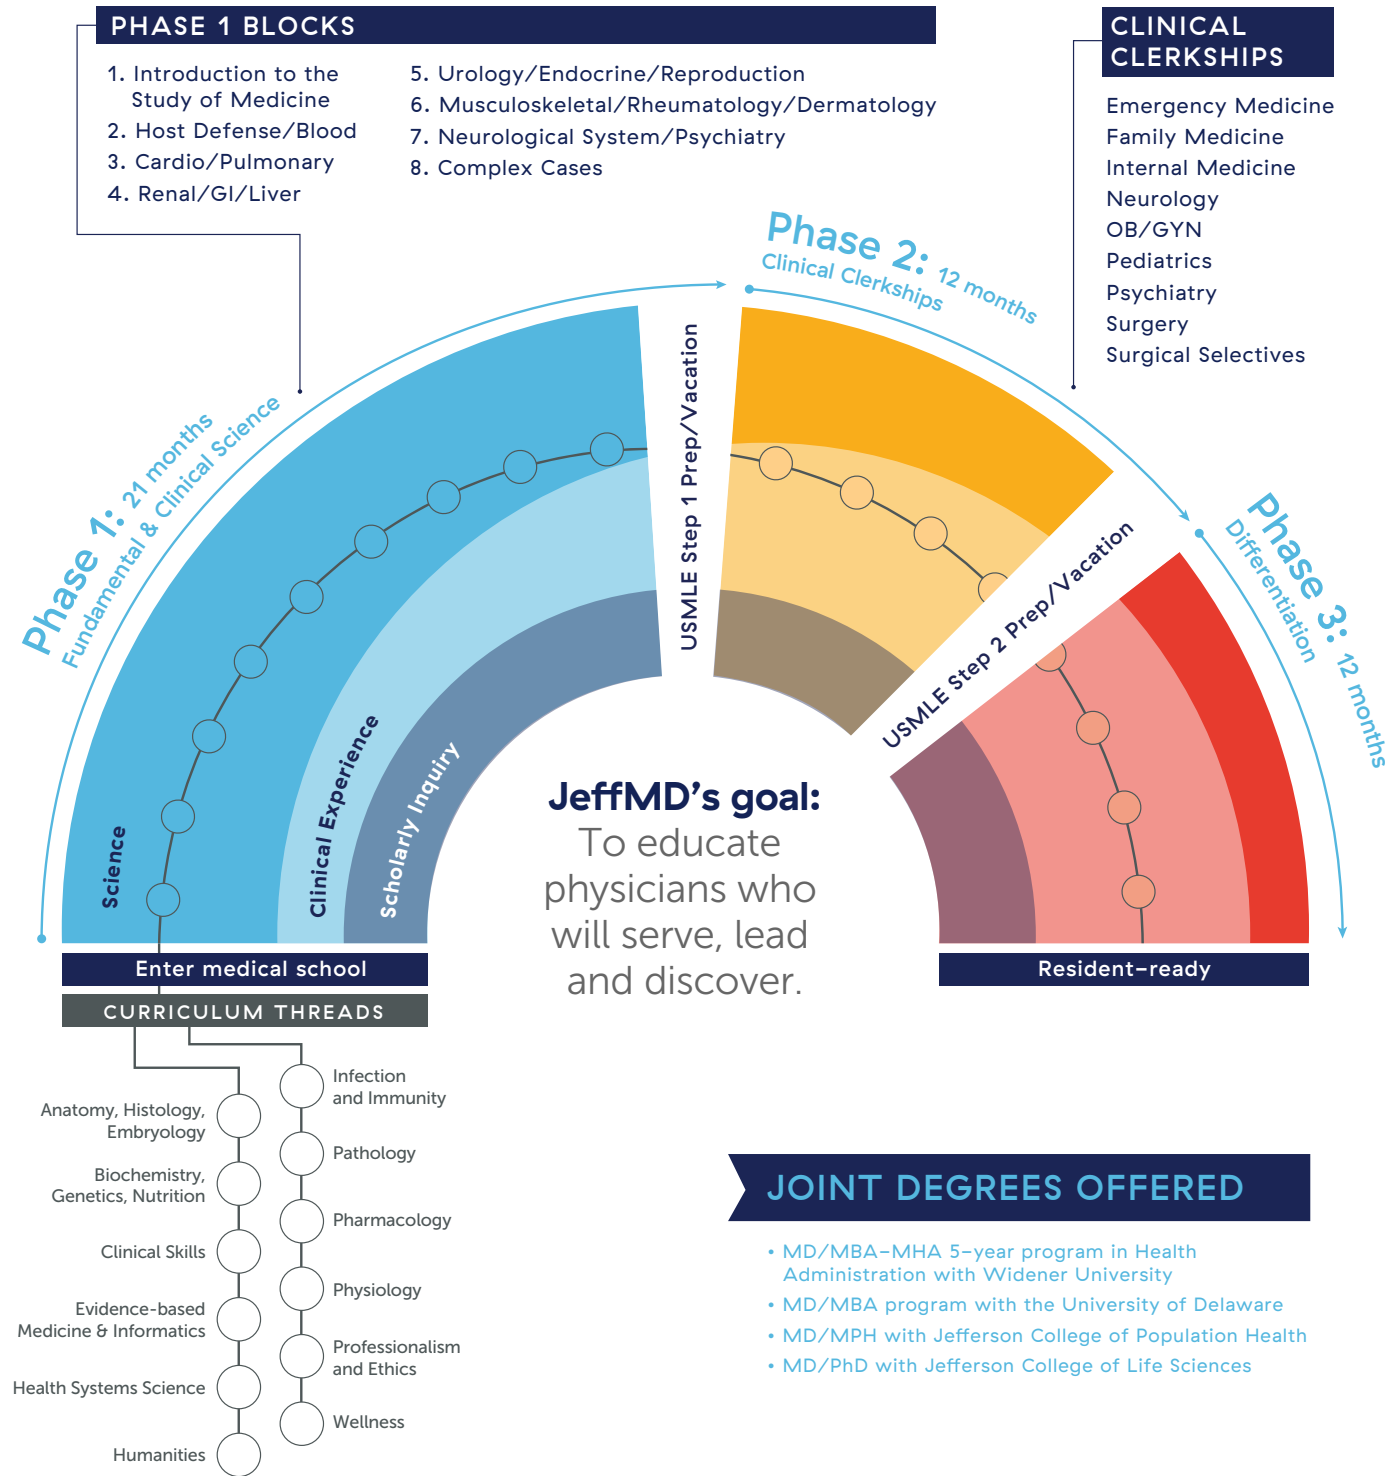 PHASE 1 BLOCKS
1. Introduction to the
Study of Medicine
2. Host Defense/Blood
3. Cardio/Pulmonary
4. Renal/GI/Liver
5. Urology/Endocrine/Reproduction
6. Musculoskeletal/Rheumatology/Dermatology
7. Neurological System/Psychiatry
8. Complex Cases
CLINICAL
CLERKSHIPS
Emergency Medicine
Family Medicine
Internal Medicine
Neurology
OB/GYN
Pediatrics
Psychiatry
Surgery
Surgical Selectives
Phase 1: 21 months
Fundamental & Clinical Science
Phase 2: 12 months
Clinical Clerkships
Phase 3: 12 months
Differentiation
USMLE Step 1 Prep/Vacation
USMLE Step 2 Prep/Vacation
Science
Clinical Experience
Scholarly Inquiry
JeffMD's goal:
To educate
physicians who
will serve, lead
and discover.
Enter medical school
Resident-ready
CURRICULUM THREADS
Anatomy, Histology,
Embryology
Biochemistry,
Genetics, Nutrition
Clinical Skills
Evidence-based
Medicine & Informatics
Health Systems Science
Humanities
Infection
and Immunity
Pathology
Pharmacology
Physiology
Professionalism
and Ethics
Wellness
JOINT DEGREES OFFERED
• MD/MBA-MHA 5-year program in Health
Administration with Widener University
• MD/MBA program with the University of Delaware
• MD/MPH with Jefferson College of Population Health
• MD/PhD with Jefferson College of Life Sciences